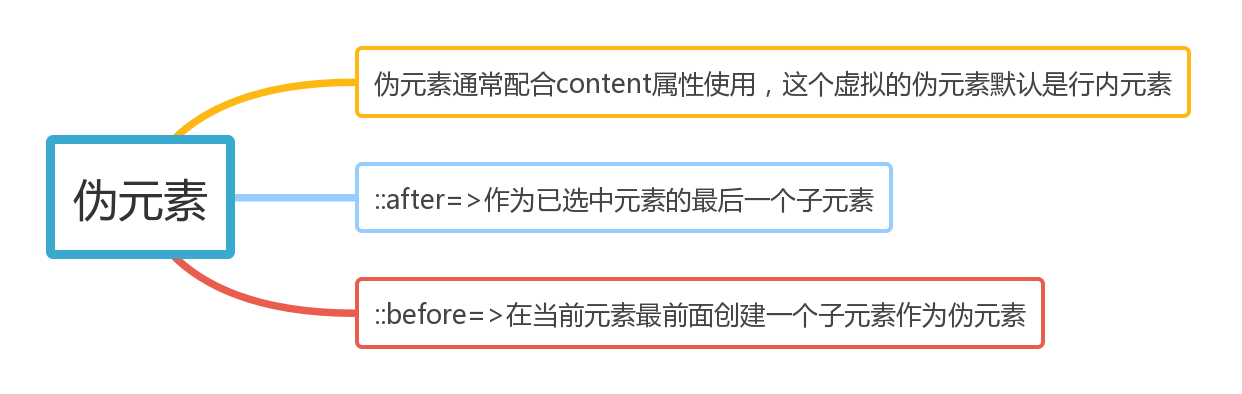 伪元素
伪元素通常配合content属性使用，这个虚拟的伪元素默认是行内元素
::after=>作为已选中元素的最后一个子元素
::before=>在当前元素最前面创建一个子元素作为伪元素